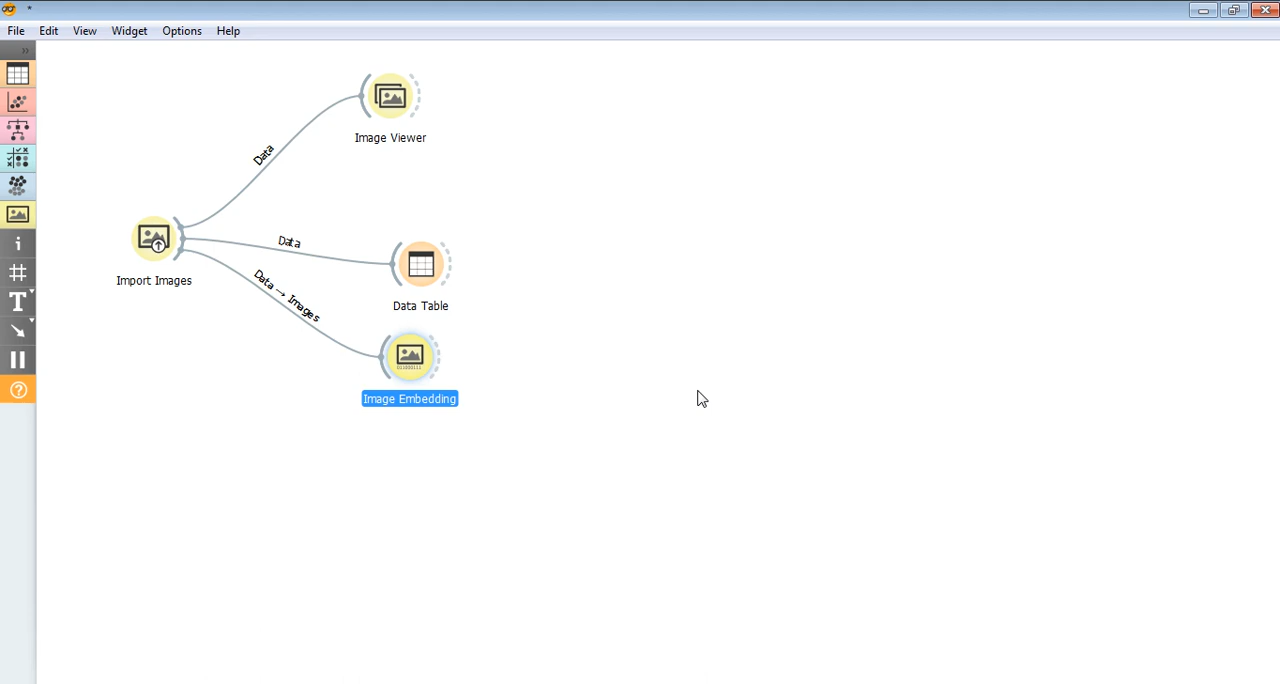 *
File Edit View Widget Options Help
»
Data
Image Viewer
Data
Import Images
Data Table
Data → Images
Image Embedding